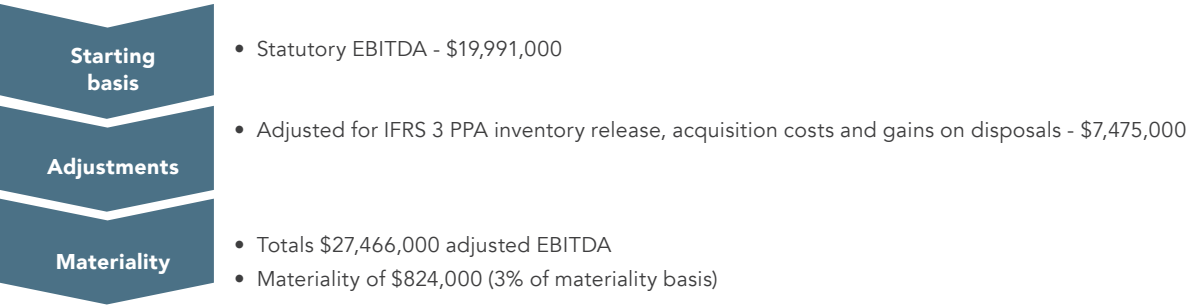 Starting
basis
• Statutory EBITDA - $19,991,000
Adjustments
• Adjusted for IFRS 3 PPA inventory release, acquisition costs and gains on disposals - $7,475,000
Materiality
• Totals $27,466,000 adjusted EBITDA
• Materiality of $824,000 (3% of materiality basis)